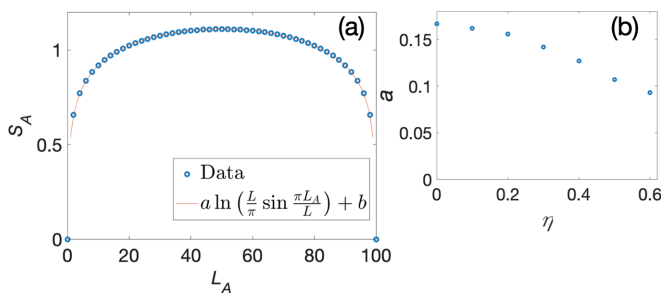 (a)
1
0.5
0
S_A
Data
a ln (L/π sin πL_A/L) + b
0 20 40 60 80 100
L_A
(b)
0.15
0.1
0.05
0
a
0 0.2 0.4 0.6
η